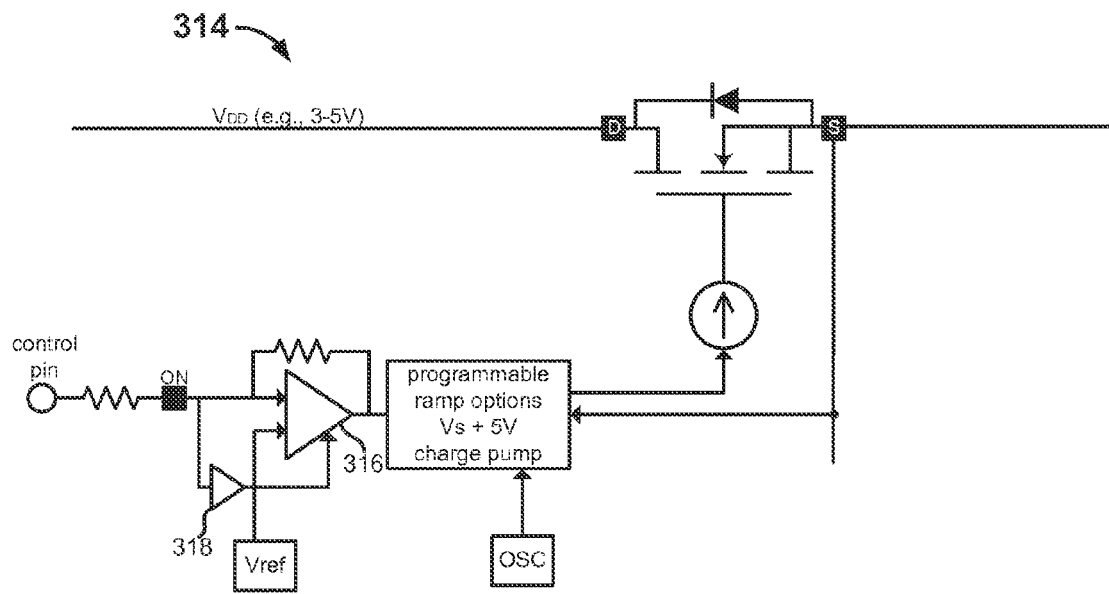 314
VDD (e.g., 3-5V)
D
S
control
pin
ON
programmable
ramp options
Vs + 5V
charge pump
316
318
Vref
OSC